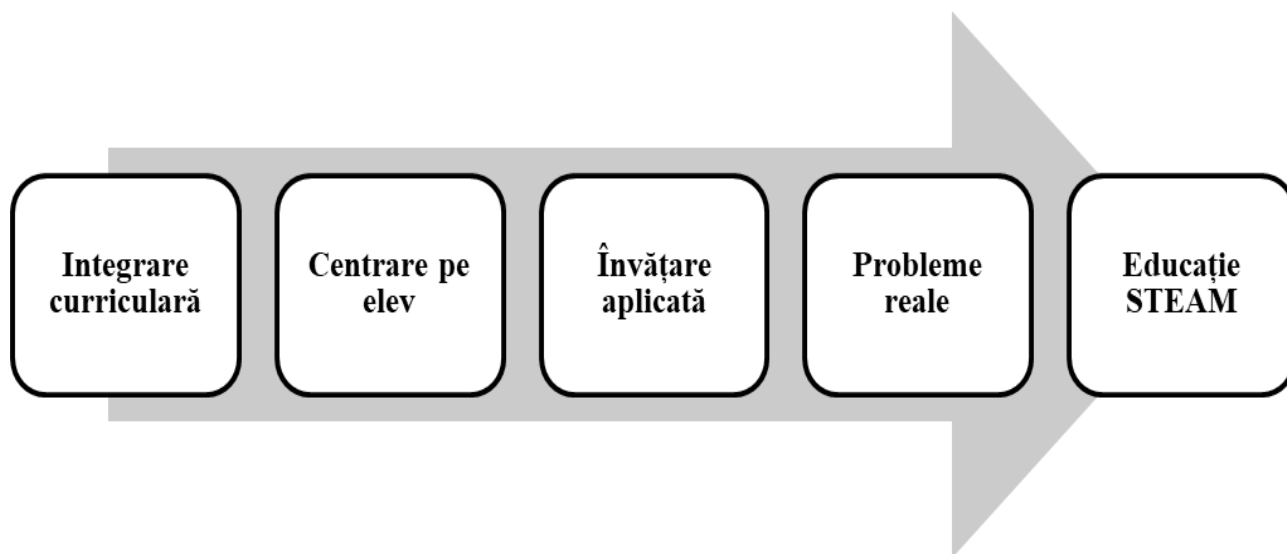 Integrare
curriculară
Centrare pe
elev
Învățare
aplicată
Probleme
reale
Educație
STEAM